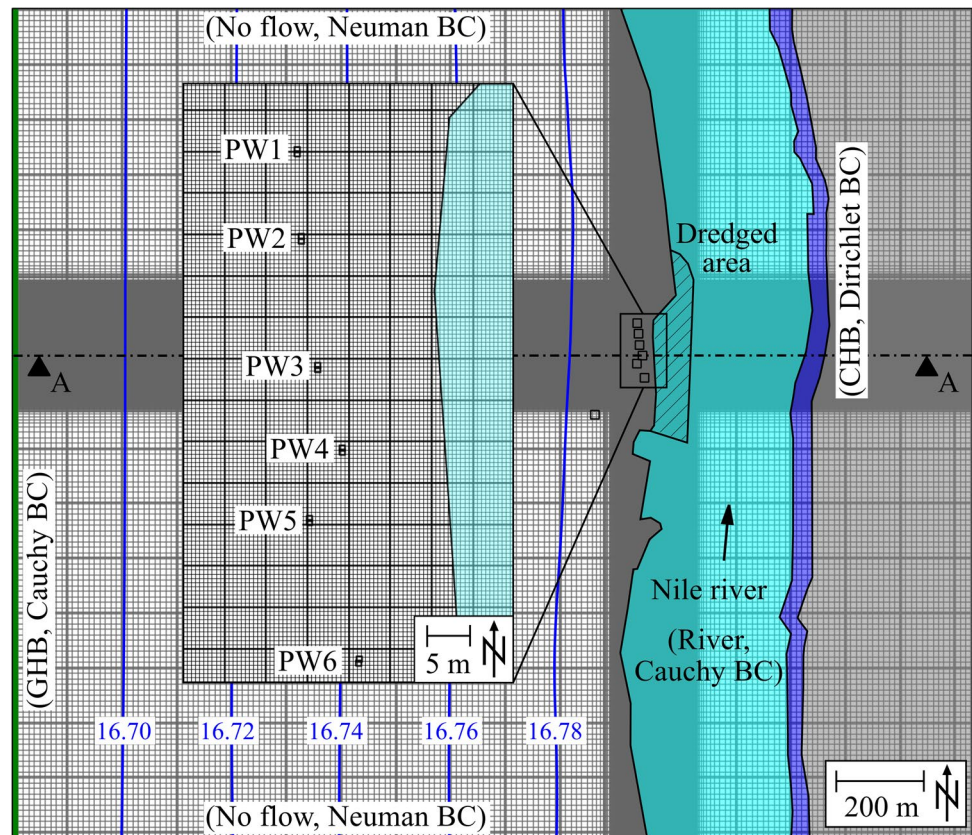 (No flow, Neuman BC)
PW1
PW2
PW3
PW4
PW5
PW6
5 m
N
Dredged
area
(CHB, Dirichlet BC)
A
A
(GHB, Cauchy BC)
Nile river
(River,
Cauchy BC)
16.70
16.72
16.74
16.76
16.78
(No flow, Neuman BC)
200 m
N